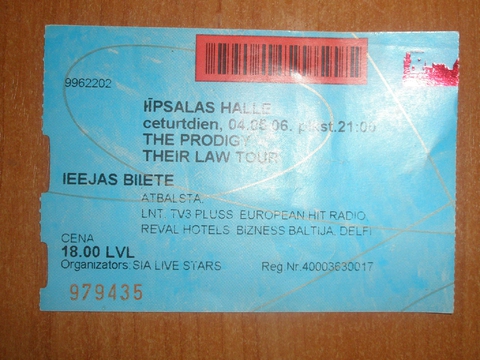 9962202
ĶĪPSALAS HALLE
ceturtdien, 04.05.06. plkst.21:00
THE PRODIGY
THEIR LAW TOUR
IEEJAS BIĻETE
ATBALSTA:
LNT, TV3 PLUSS, EUROPEAN HIT RADIO,
REVAL HOTELS, BIZNESS BALTIJA, DELFI
CENA
18.00 LVL
Organizators: SIA LIVE STARS Reg.Nr.40003630017
979435